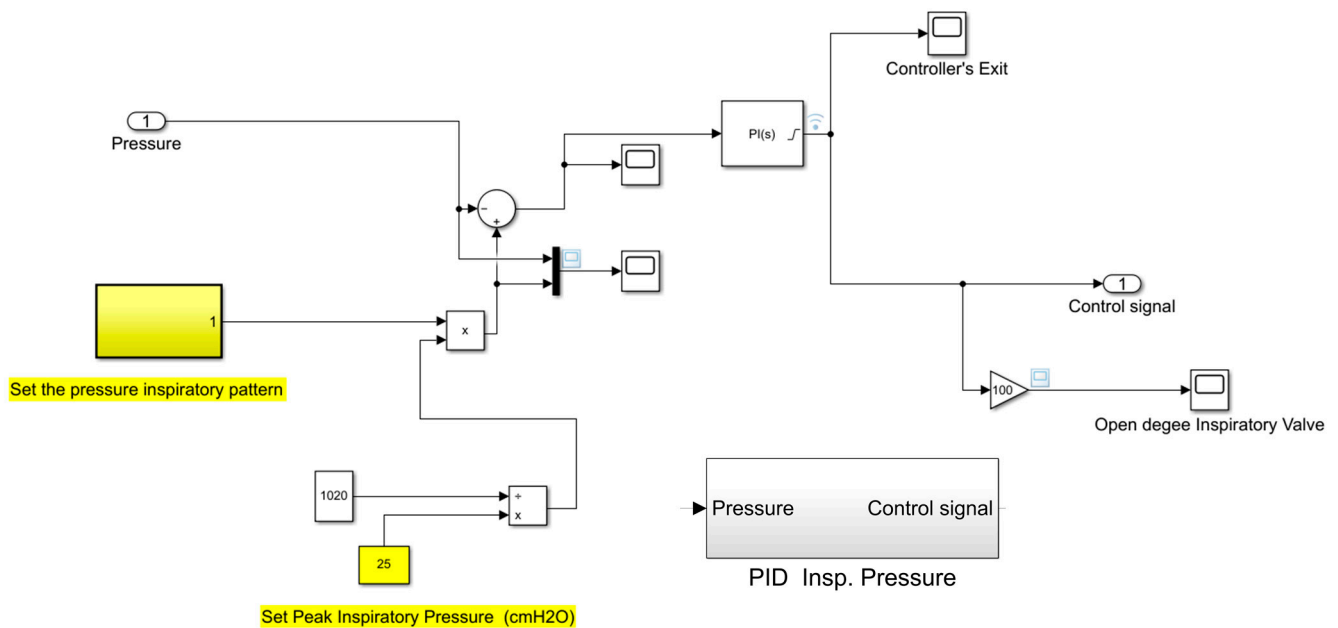 Controller's Exit
1
Pressure
PI(s)
−
+
1
Control signal
1
x
Set the pressure inspiratory pattern
100
Open degee Inspiratory Valve
1020
÷
x
25
Pressure
Control signal
PID Insp. Pressure
Set Peak Inspiratory Pressure (cmH2O)